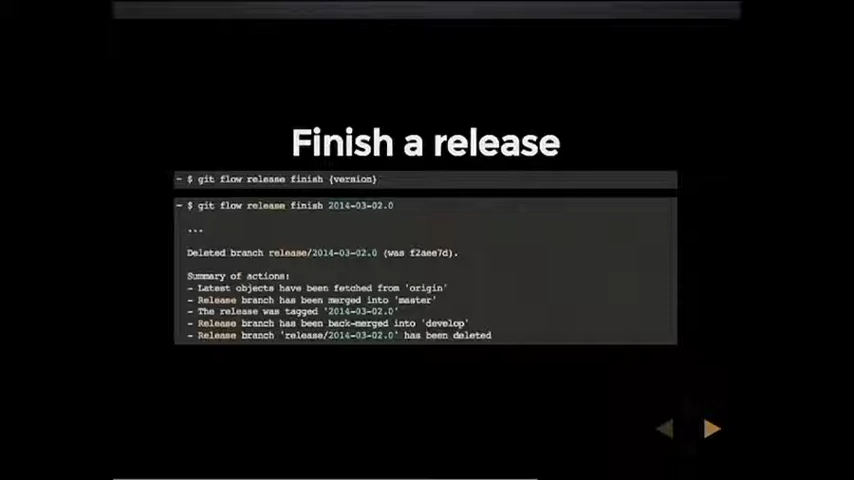 Finish a release
~ $ git flow release finish {version}
~ $ git flow release finish 2014-03-02.0
...
Deleted branch release/2014-03-02.0 (was f2aee7d).
Summary of actions:
- Latest objects have been fetched from 'origin'
- Release branch has been merged into 'master'
- The release was tagged '2014-03-02.0'
- Release branch has been back-merged into 'develop'
- Release branch 'release/2014-03-02.0' has been deleted